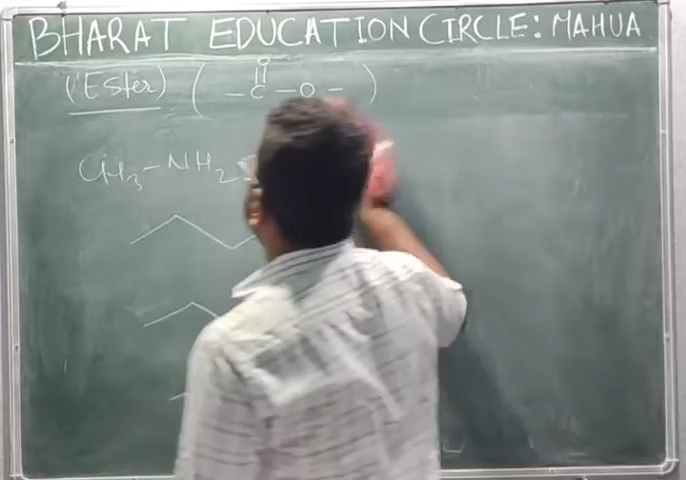 BHARAT EDUCATION CIRCLE: MAHUA
(Ester) ( -C-O- )
O
CH3-NH2